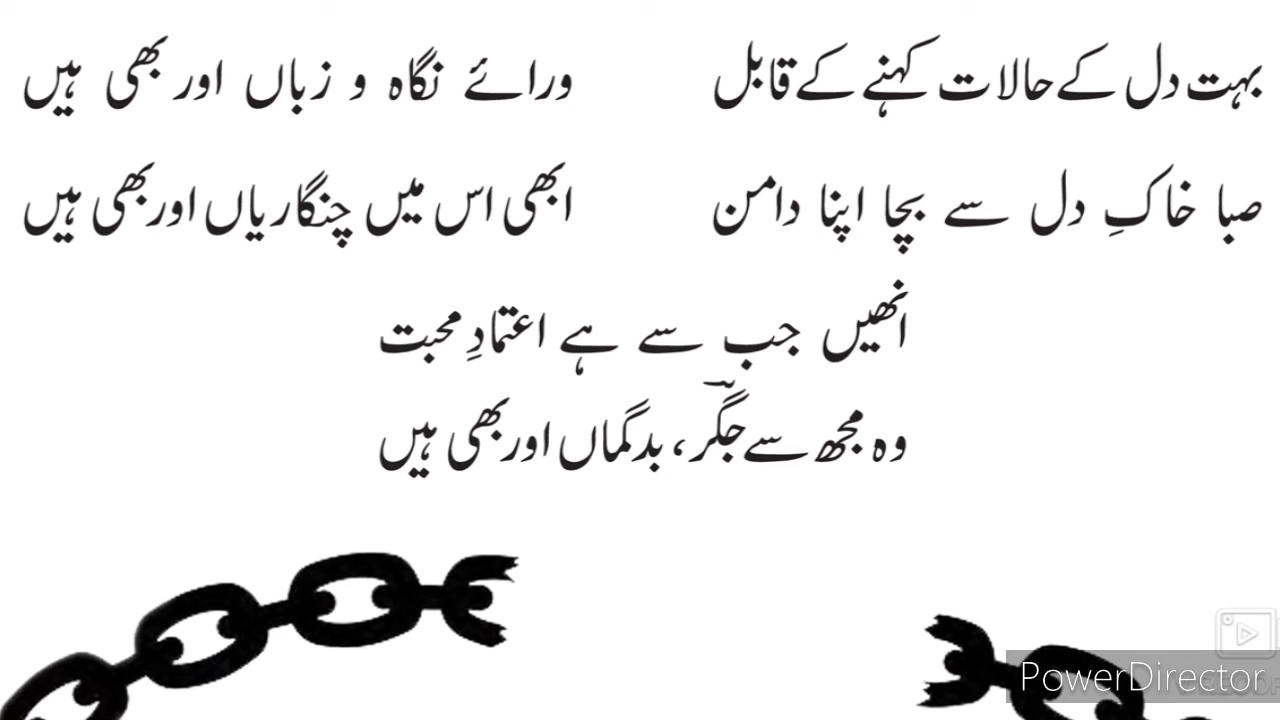 بہت دل کے حالات کہنے کے قابل ورائے نگاہ و زباں اور بھی ہیں
صبا خاکِ دل سے بچا اپنا دامن ابھی اس میں چنگاریاں اور بھی ہیں
انھیں جب سے ہے اعتمادِ محبت
وہ مجھ سے جگرؔ، بدگماں اور بھی ہیں
PowerDirector